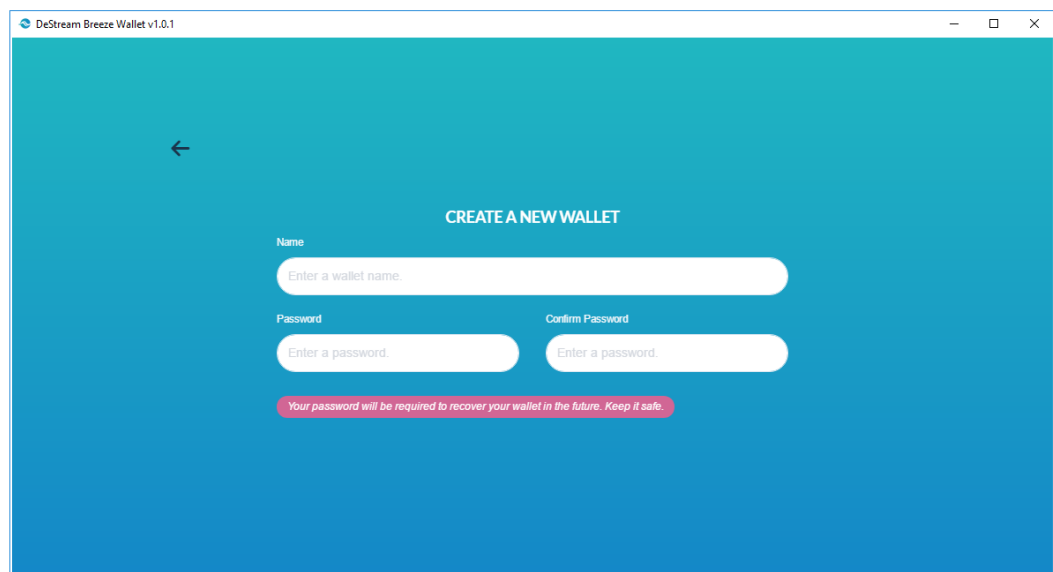 DeStream Breeze Wallet v1.0.1
CREATE A NEW WALLET
Name
Enter a wallet name.
Password
Confirm Password
Enter a password.
Enter a password.
Your password will be required to recover your wallet in the future. Keep it safe.